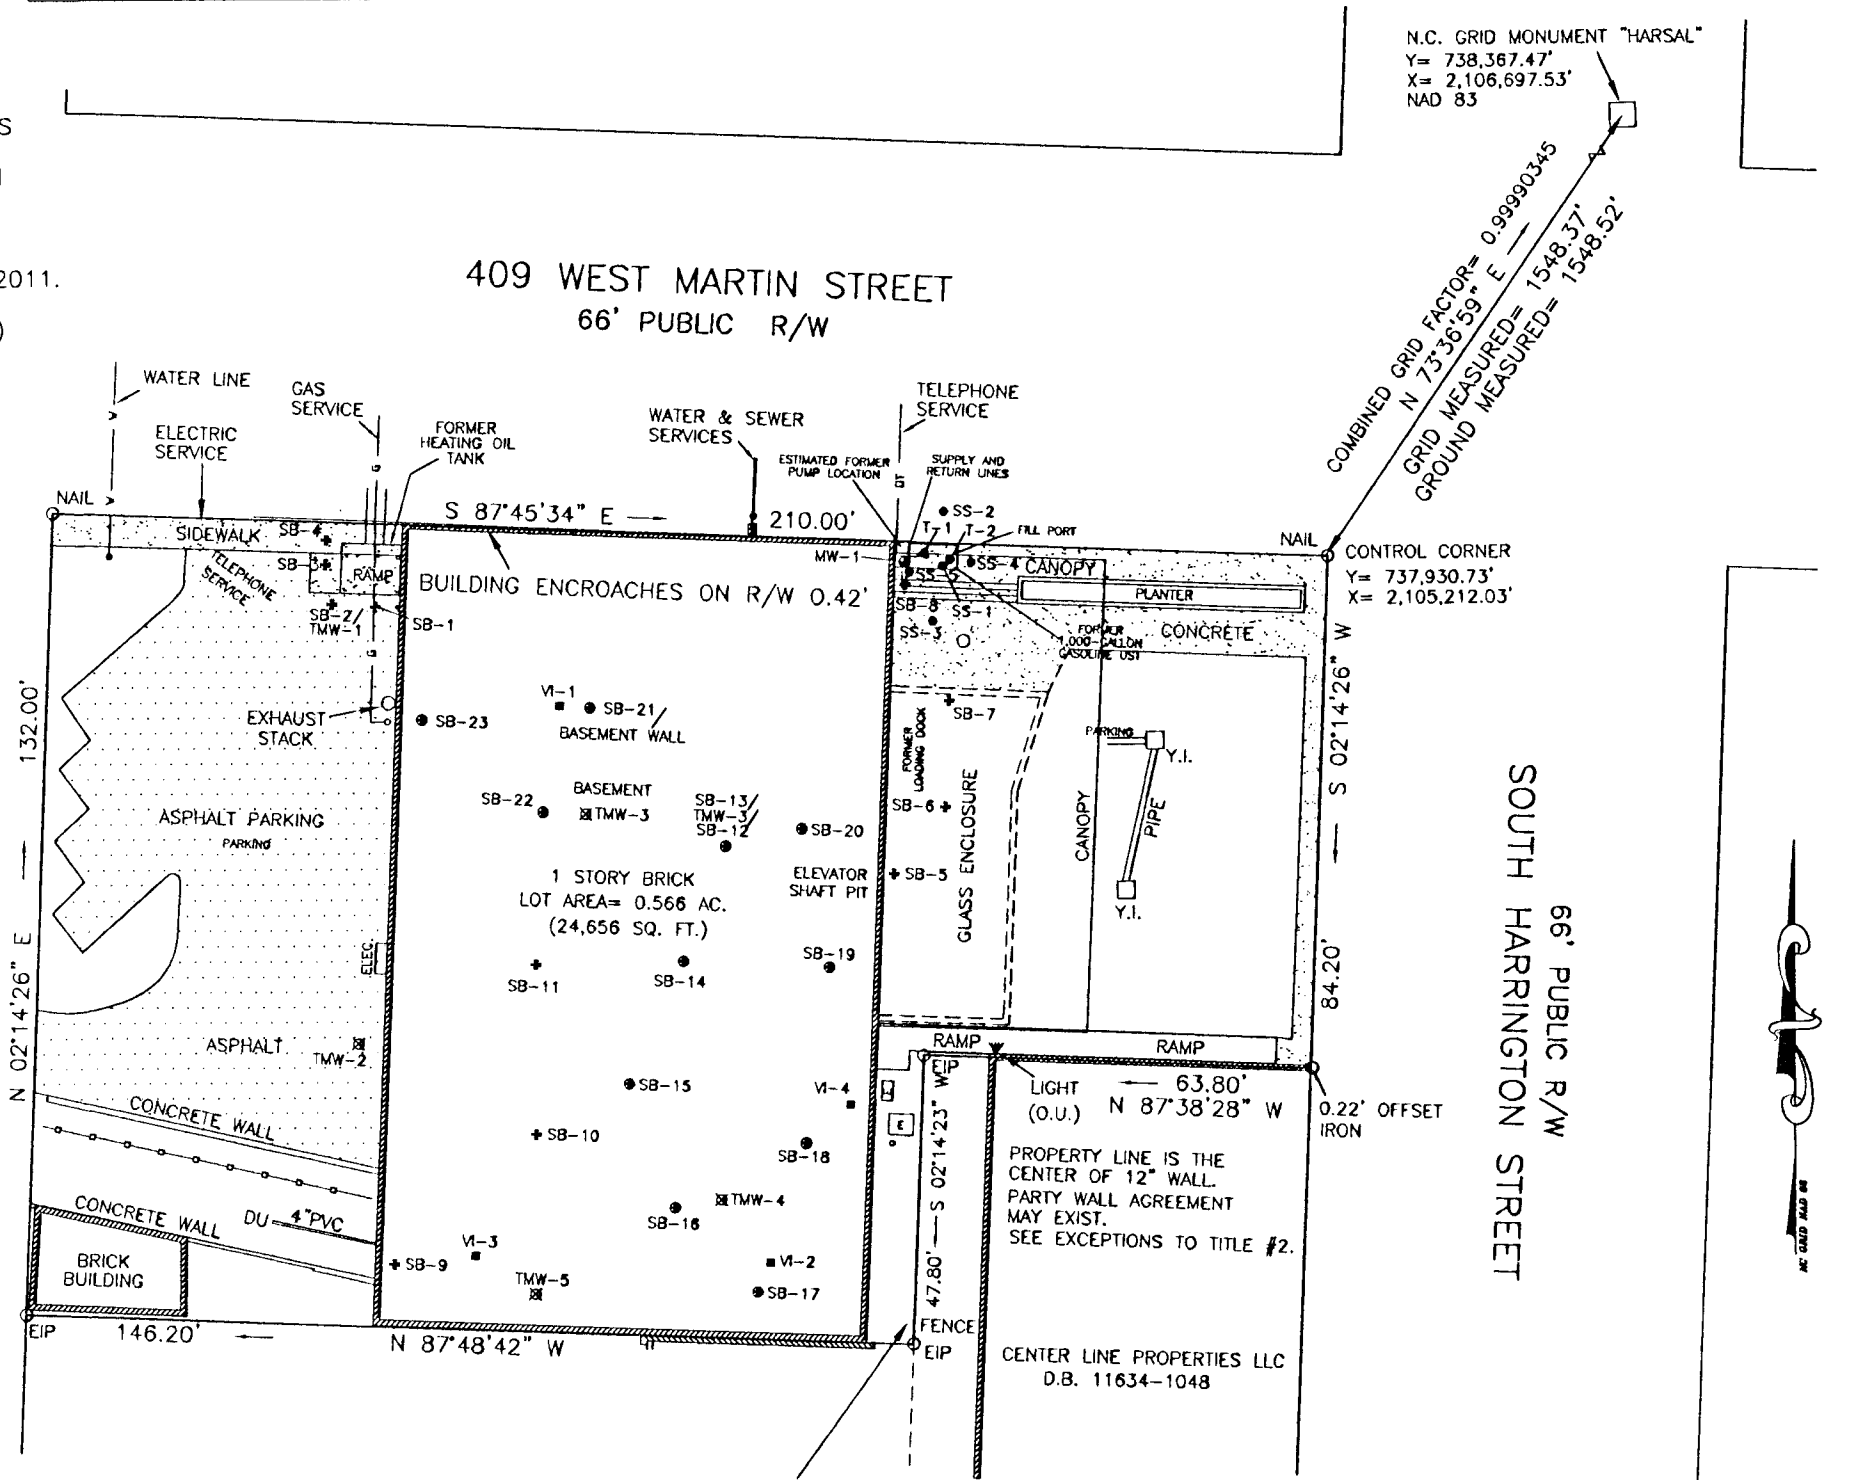 N.C. GRID MONUMENT "HARSAL"
Y= 738,367.47'
X= 2,106,697.53'
NAD 83
S
2011.
)
COMBINED GRID FACTOR= 0.99990345
N 73°36'59" E
GRID MEASURED= 1548.37'
GROUND MEASURED= 1548.52'
409 WEST MARTIN STREET
66' PUBLIC R/W
WATER LINE
GAS
SERVICE
ELECTRIC
SERVICE
FORMER
HEATING OIL
TANK
WATER & SEWER
SERVICES
TELEPHONE
SERVICE
ESTIMATED FORMER
PUMP LOCATION
SUPPLY AND
RETURN LINES
NAIL
S 87°45'34" E
210.00'
SS-2
T-1
T-2
FILL PORT
NAIL
CONTROL CORNER
Y= 737,930.73'
X= 2,105,212.03'
SIDEWALK
SB-4
SB-3
RAMP
TELEPHONE
SERVICE
SB-2/
TMW-1
SB-1
MW-1
BUILDING ENCROACHES ON R/W 0.42'
SS-5
SS-4
CANOPY
PLANTER
SB-8
SS-1
SS-3
FORMER
1,000-GALLON
GASOLINE UST
CONCRETE
132.00'
N 02°14'26" E
EXHAUST
STACK
SB-23
VI-1
SB-21/
BASEMENT WALL
SB-7
FORMER
LOADING DOCK
PARKING
Y.I.
PIPE
Y.I.
S 02°14'26" W
84.20'
SB-22
BASEMENT
TMW-3
SB-13/
TMW-3/
SB-12
SB-20
SB-6
GLASS ENCLOSURE
CANOPY
ASPHALT PARKING
PARKING
1 STORY BRICK
LOT AREA= 0.566 AC.
(24,656 SQ. FT.)
ELEVATOR
SHAFT PIT
SB-5
ELEC.
SB-11
SB-14
SB-19
ASPHALT
TMW-2
RAMP
RAMP
EIP
LIGHT
(O.U.)
63.80'
N 87°38'28" W
0.22' OFFSET
IRON
SB-15
VI-4
E
CONCRETE WALL
SB-10
SB-18
PROPERTY LINE IS THE
CENTER OF 12" WALL.
PARTY WALL AGREEMENT
MAY EXIST.
SEE EXCEPTIONS TO TITLE #2.
S 02°14'23" W
47.80'
CONCRETE WALL
DU
4"PVC
SB-16
TMW-4
BRICK
BUILDING
SB-9
VI-3
TMW-5
VI-2
SB-17
EIP
146.20'
N 87°48'42" W
FENCE
EIP
CENTER LINE PROPERTIES LLC
D.B. 11634-1048
66' PUBLIC R/W
SOUTH HARRINGTON STREET